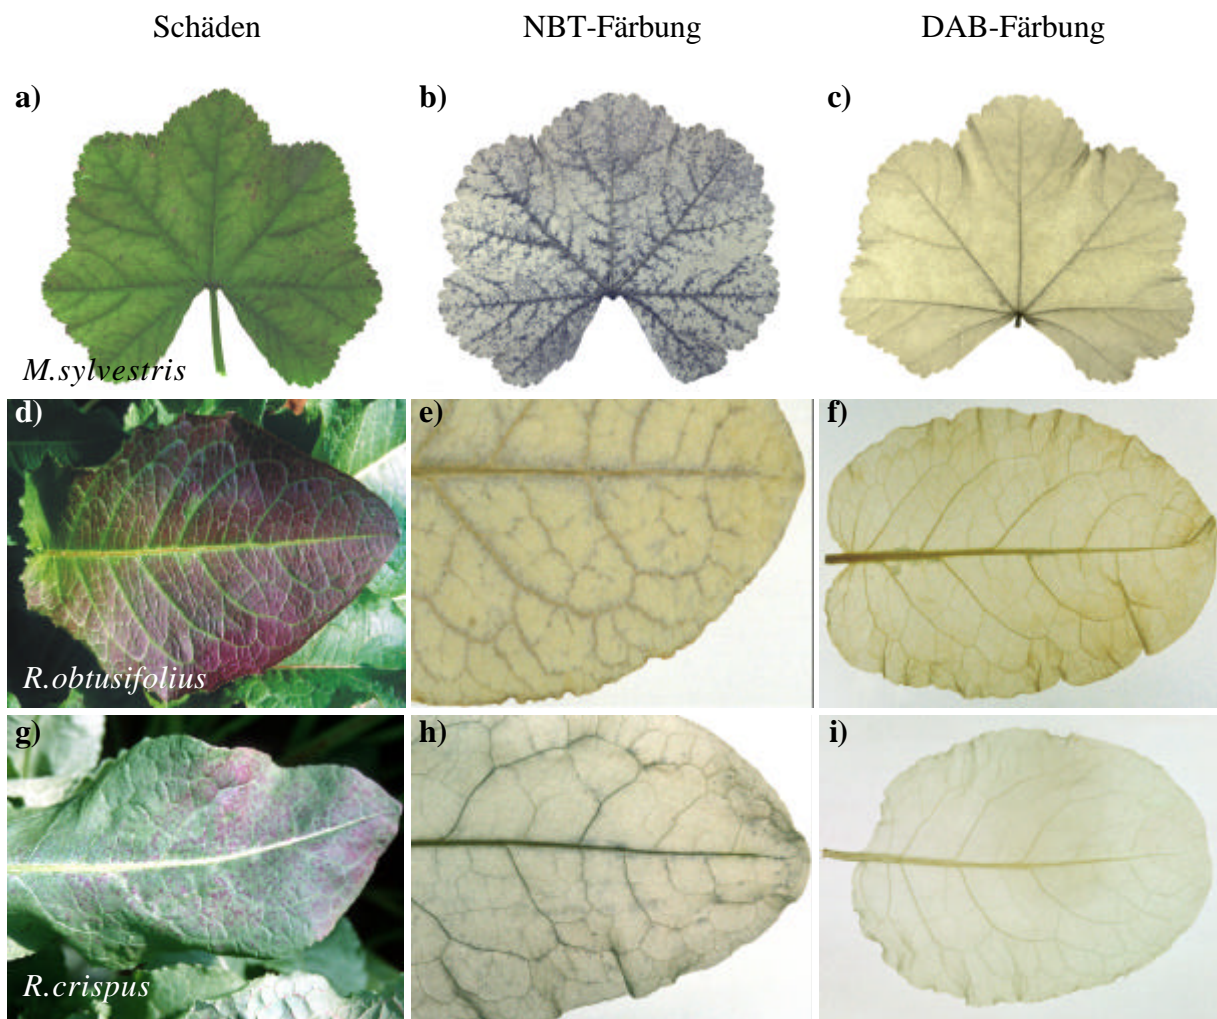 Schäden NBT-Färbung DAB-Färbung
a) b) c)
M.sylvestris
d) e) f)
R.obtusifolius
g) h) i)
R.crispus